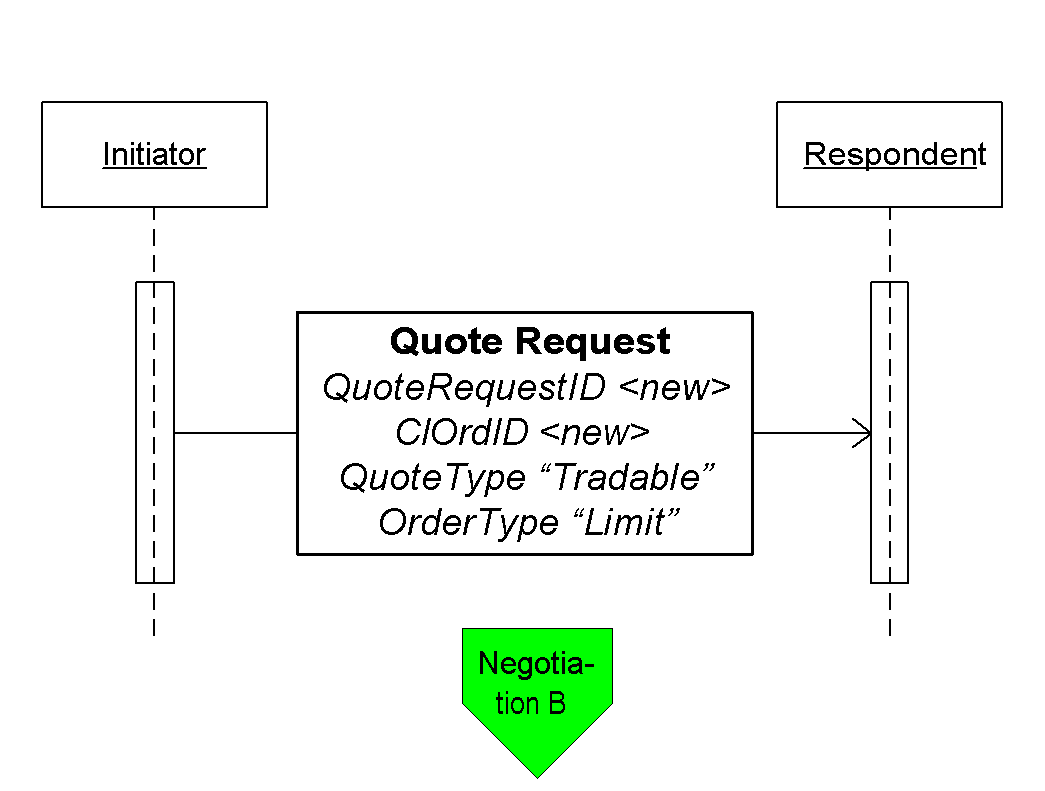 Initiator
Respondent
Quote Request
QuoteRequestID <new>
ClOrdID <new>
QuoteType “Tradable”
OrderType “Limit”
Negotia-
tion B